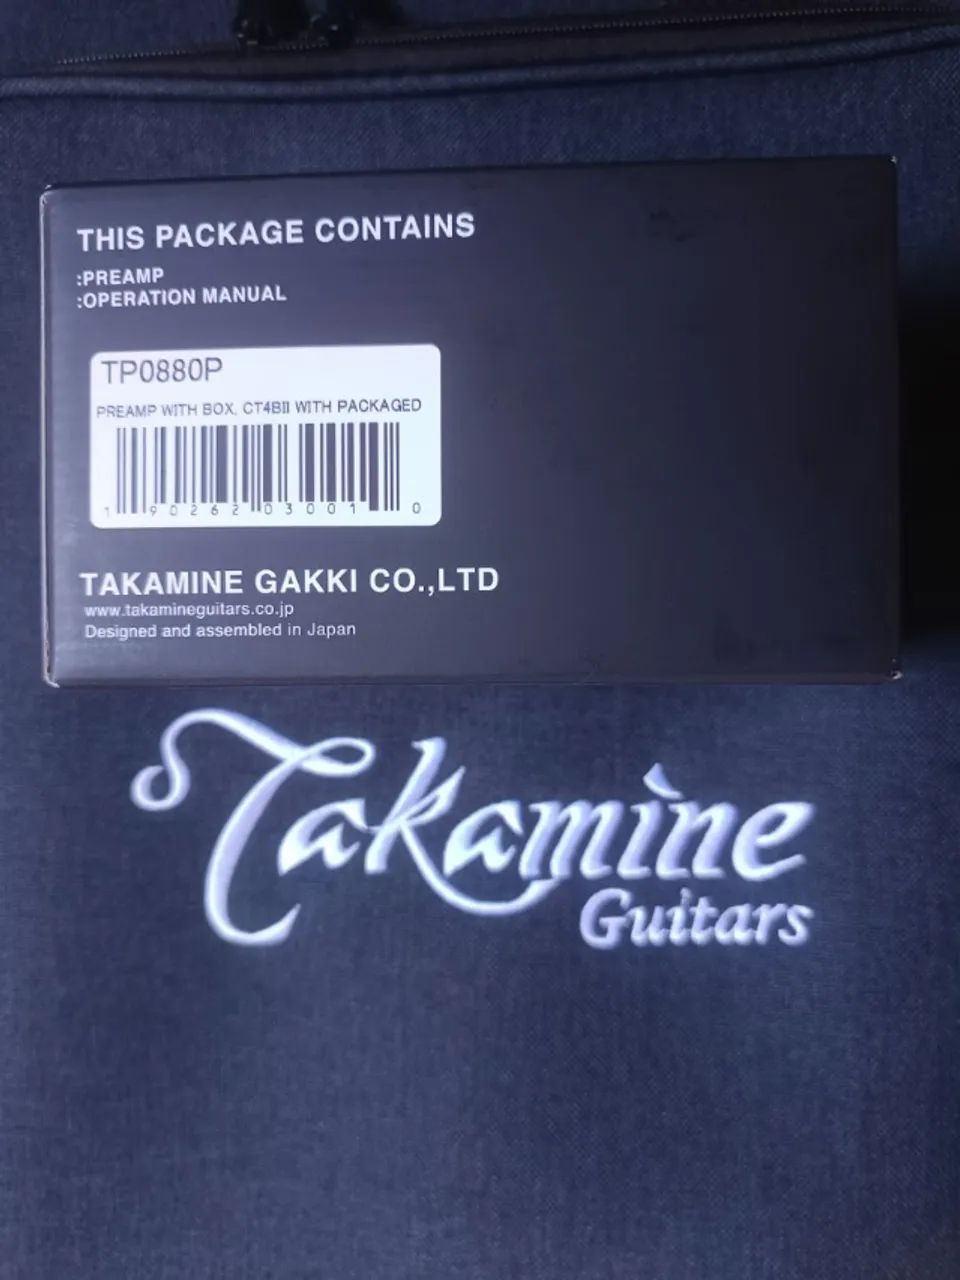 THIS PACKAGE CONTAINS
:PREAMP
:OPERATION MANUAL
TP0880P
PREAMP WITH BOX, CT4BII WITH PACKAGED
1 90262 03001 0
TAKAMINE GAKKI CO.,LTD
www.takamineguitars.co.jp
Designed and assembled in Japan
Takamine
Guitars